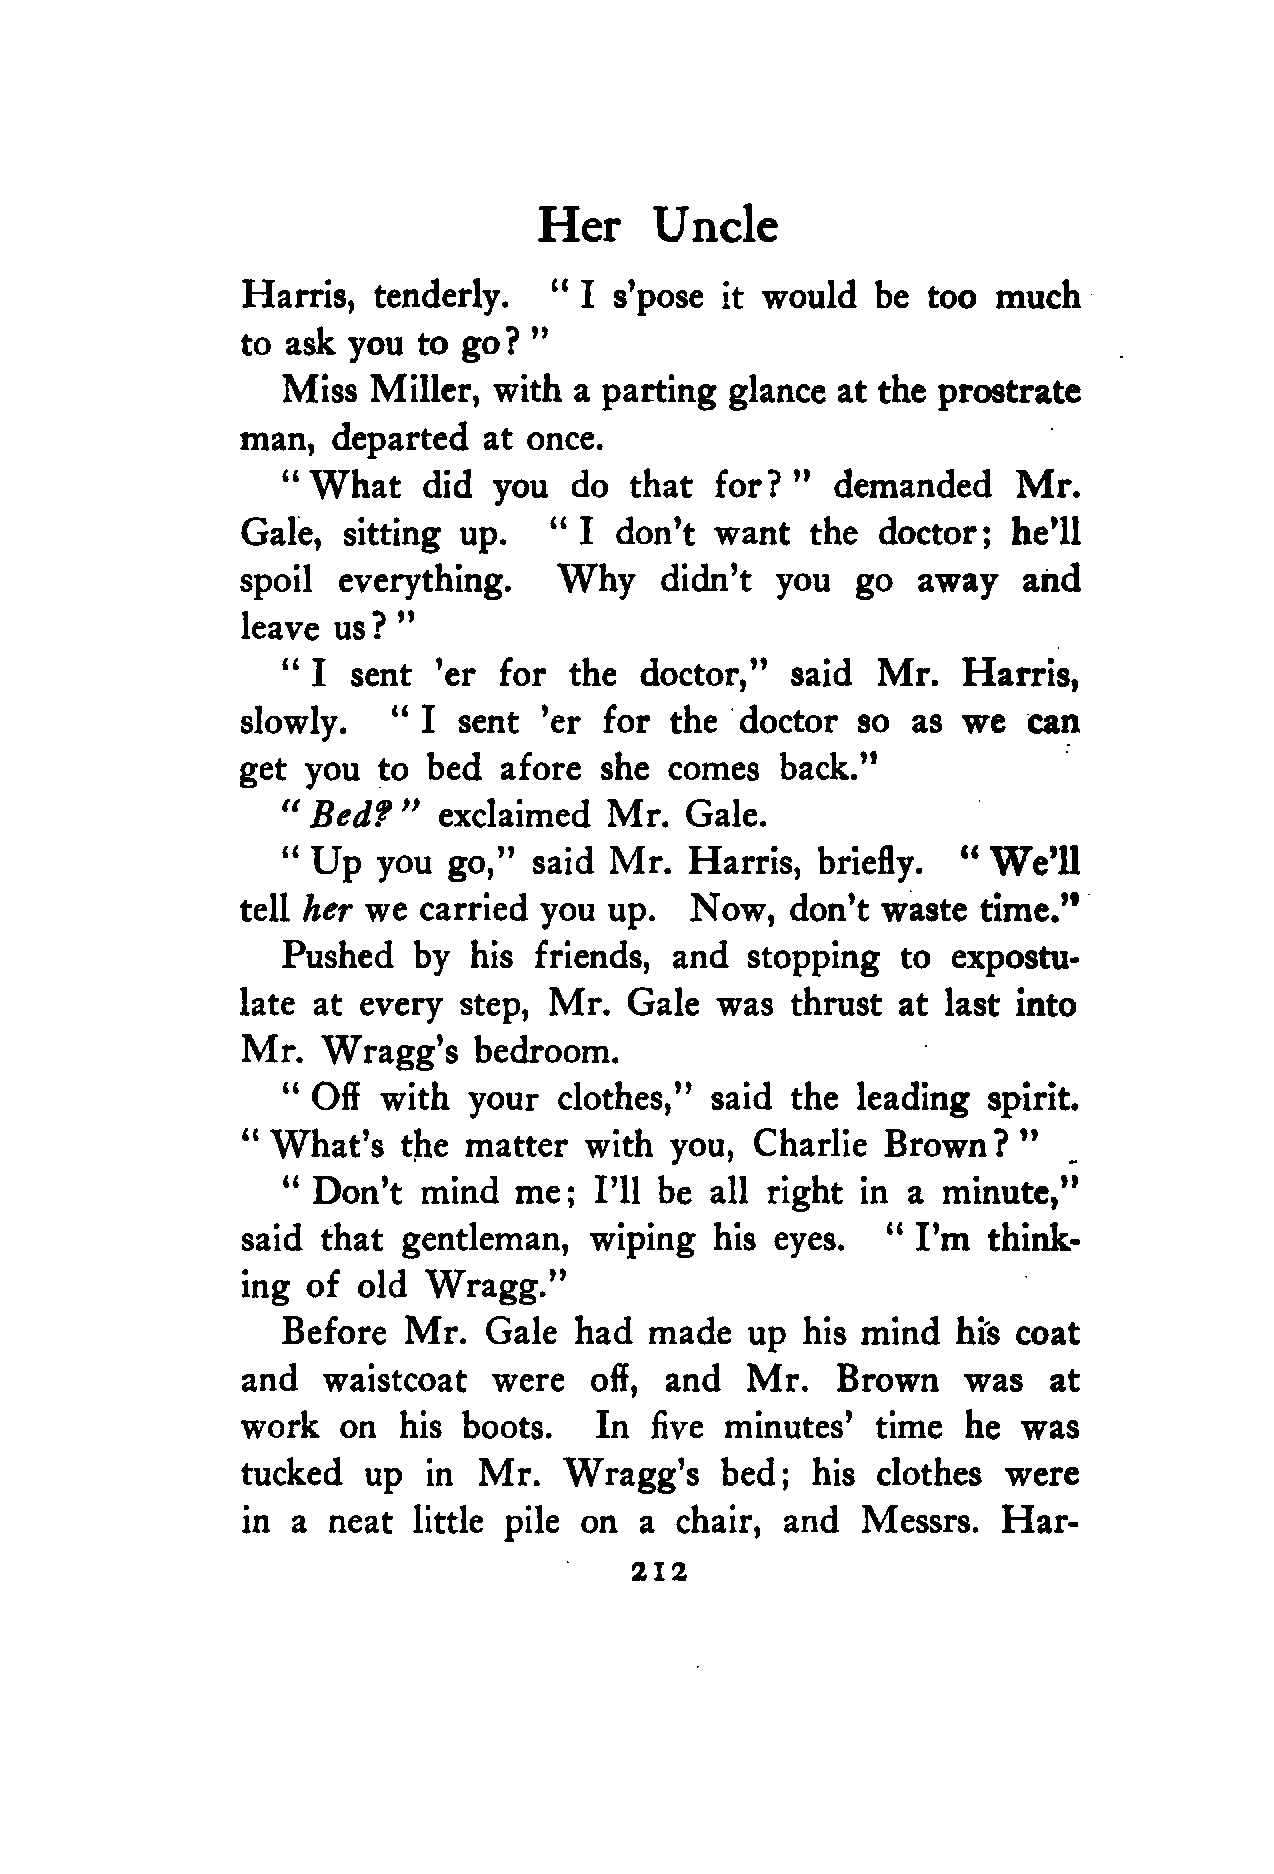 Her Uncle
Harris, tenderly. “ I s’pose it would be too much
to ask you to go? ”
Miss Miller, with a parting glance at the prostrate
man, departed at once.
“ What did you do that for? ” demanded Mr.
Gale, sitting up. “ I don’t want the doctor; he’ll
spoil everything. Why didn’t you go away and
leave us? ”
“ I sent ’er for the doctor,” said Mr. Harris,
slowly. “ I sent ’er for the doctor so as we can
get you to bed afore she comes back.”
“ Bed? ” exclaimed Mr. Gale.
“ Up you go,” said Mr. Harris, briefly. “ We’ll
tell her we carried you up. Now, don’t waste time.”
Pushed by his friends, and stopping to expostu-
late at every step, Mr. Gale was thrust at last into
Mr. Wragg’s bedroom.
“ Off with your clothes,” said the leading spirit.
“ What’s the matter with you, Charlie Brown? ”
“ Don’t mind me; I’ll be all right in a minute,”
said that gentleman, wiping his eyes. “ I’m think-
ing of old Wragg.”
Before Mr. Gale had made up his mind his coat
and waistcoat were off, and Mr. Brown was at
work on his boots. In five minutes’ time he was
tucked up in Mr. Wragg’s bed; his clothes were
in a neat little pile on a chair, and Messrs. Har-
212